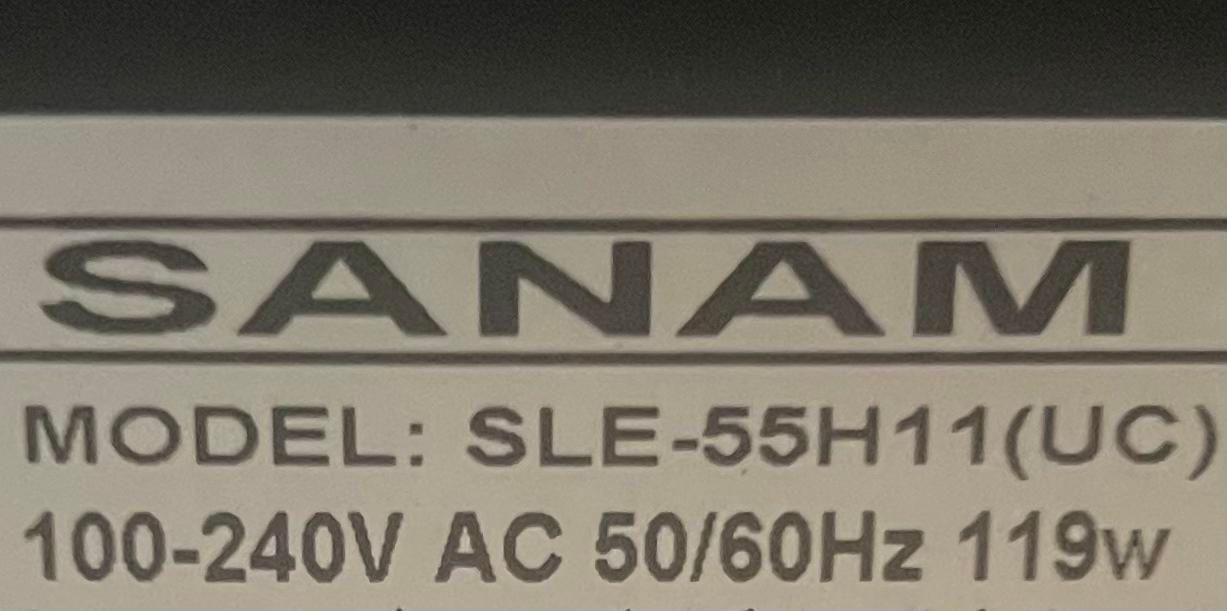 SANAM
MODEL: SLE-55H11(UC)
100-240V AC 50/60Hz 119w